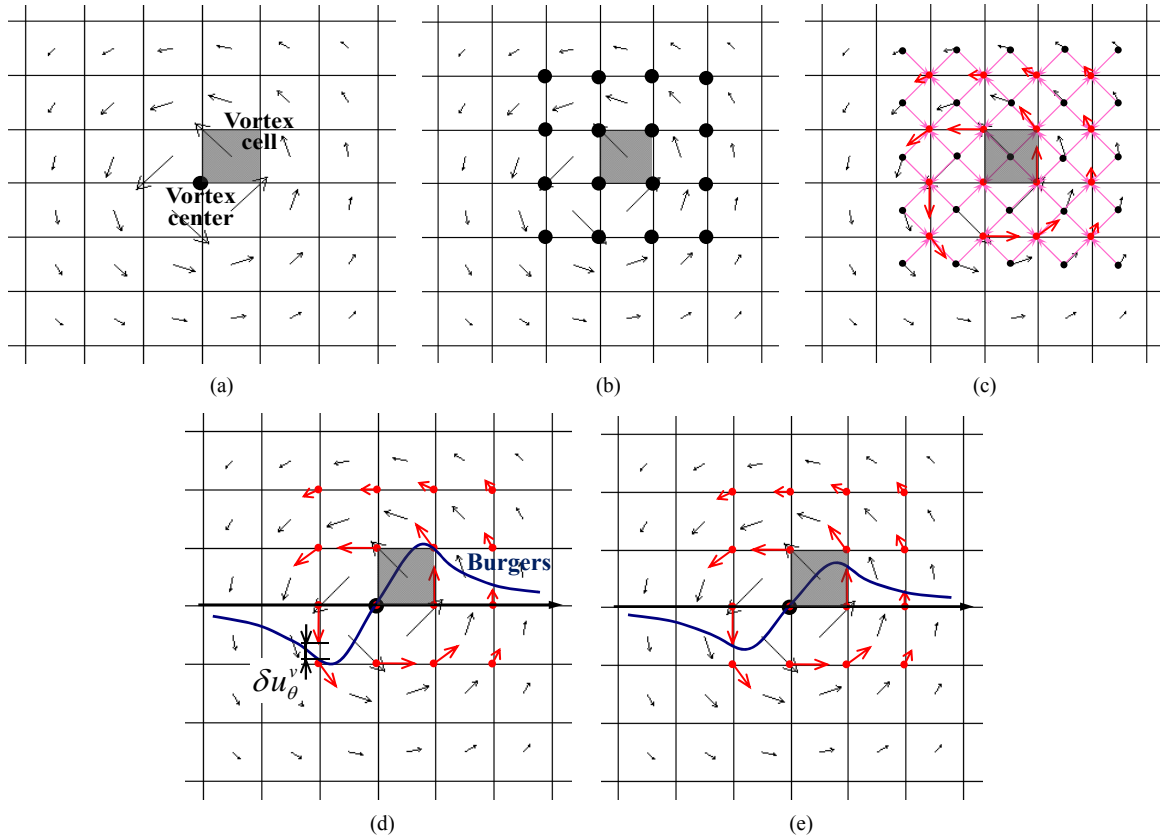 Vortex
cell
Vortex
center
(a)
(b)
(c)
Burgers
δu_θ^v
(d)
(e)